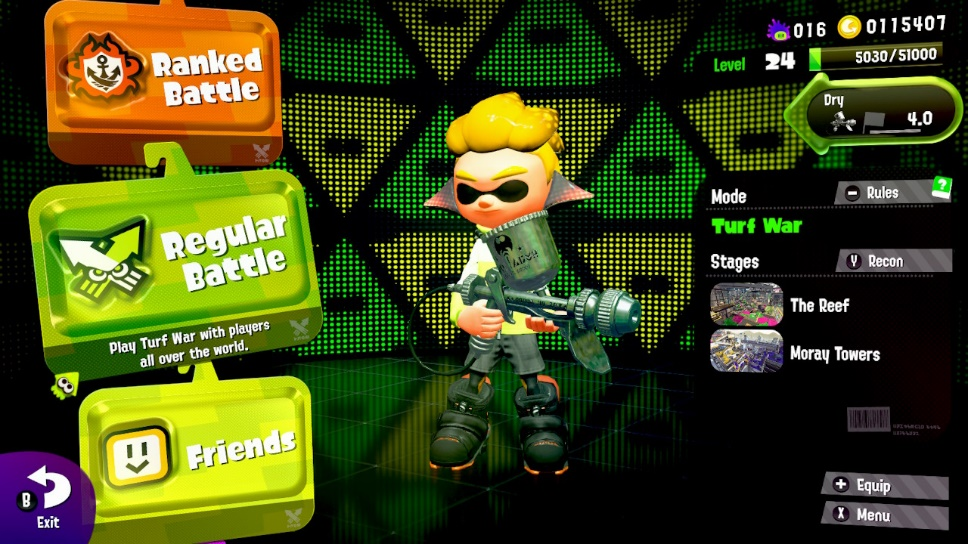 Ranked
Battle
Regular
Battle
Play Turf War with players
all over the world.
Friends
B
Exit
016 0115407
Level 24 5030/51000
Dry
4.0
Mode
- Rules
?
Turf War
Stages
Y Recon
The Reef
Moray Towers
+ Equip
X Menu